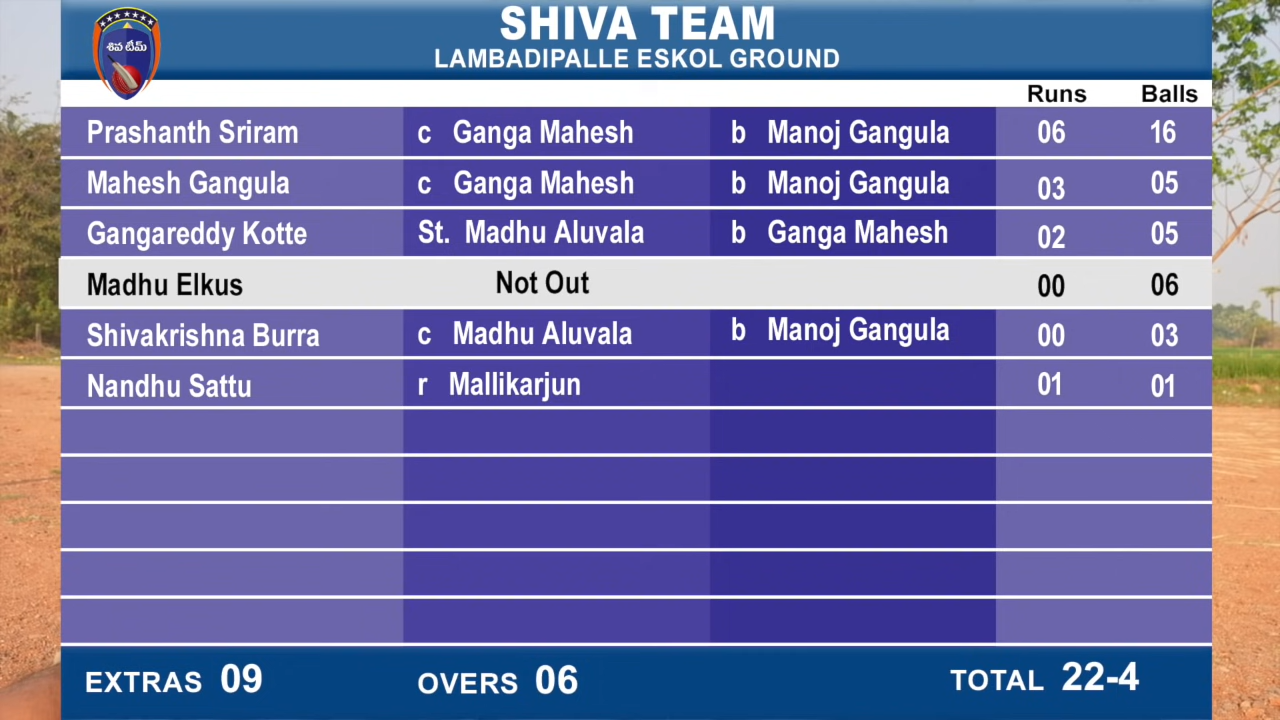 SHIVA TEAM
LAMBADIPALLE ESKOL GROUND
శివ టీమ్
Runs Balls
Prashanth Sriram c Ganga Mahesh b Manoj Gangula 06 16
Mahesh Gangula c Ganga Mahesh b Manoj Gangula 03 05
Gangareddy Kotte St. Madhu Aluvala b Ganga Mahesh 02 05
Madhu Elkus Not Out 00 06
Shivakrishna Burra c Madhu Aluvala b Manoj Gangula 00 03
Nandhu Sattu r Mallikarjun 01 01
EXTRAS 09 OVERS 06 TOTAL 22-4